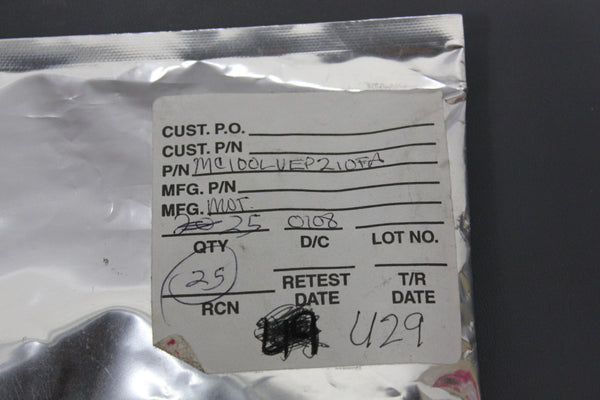 CUST. P.O.
CUST. P/N
P/N MC100LVEP210FA
MFG. P/N
MFG. MOT.
25 0108
QTY D/C LOT NO.
25
RCN RETEST DATE T/R DATE
U29